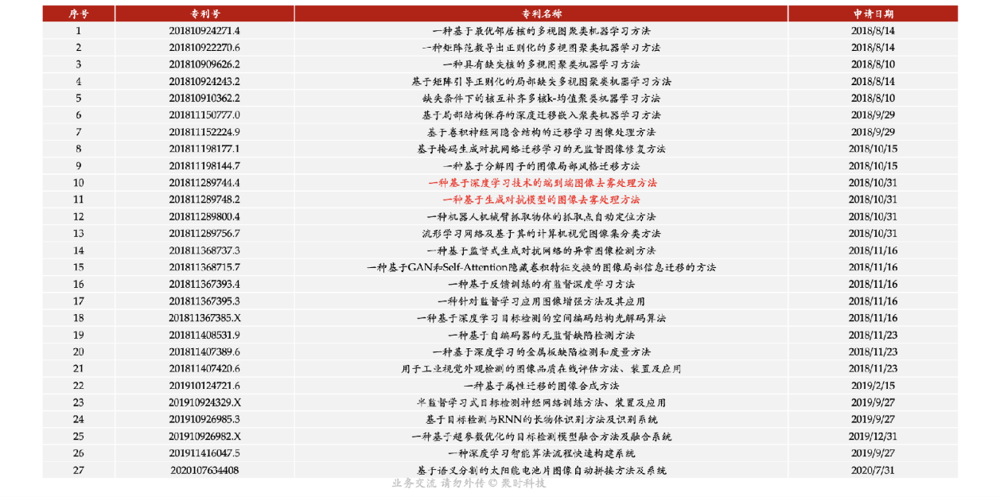 序号 专利号 专利名称 申请日期
1 201810924271.4 一种基于最优邻居核的多视图聚类机器学习方法 2018/8/14
2 201810922270.6 一种矩阵范数导出正则化的多视图聚类机器学习方法 2018/8/14
3 201810909626.2 一种具有缺失核的多视图聚类机器学习方法 2018/8/10
4 201810924243.2 基于矩阵引导正则化的局部缺失多视图聚类机器学习方法 2018/8/14
5 201810910362.2 缺失条件下的核互补齐多核k-均值聚类机器学习方法 2018/8/10
6 201811150777.0 基于局部结构保存的深度迁移嵌入聚类机器学习方法 2018/9/29
7 201811152224.9 基于卷积神经网隐含结构的迁移学习图像处理方法 2018/9/29
8 201811198177.1 基于掩码生成对抗网络迁移学习的无监督图像修复方法 2018/10/15
9 201811198144.7 一种基于分解因子的图像局部风格迁移方法 2018/10/15
10 201811289744.4 一种基于深度学习技术的端到端图像去雾处理方法 2018/10/31
11 201811289748.2 一种基于生成对抗模型的图像去雾处理方法 2018/10/31
12 201811289800.4 一种机器人机械臂抓取物体的抓取点自动定位方法 2018/10/31
13 201811289756.7 流形学习网络及基于其的计算机视觉图像集分类方法 2018/10/31
14 201811368737.3 一种基于监督式生成对抗网络的异常图像检测方法 2018/11/16
15 201811368715.7 一种基于GAN和Self-Attention隐藏卷积特征交换的图像局部信息迁移的方法 2018/11/16
16 201811367393.4 一种基于反馈训练的有监督深度学习方法 2018/11/16
17 201811367395.3 一种针对监督学习应用图像增强方法及其应用 2018/11/16
18 201811367385.X 一种基于深度学习目标检测的空间编码结构光解码算法 2018/11/16
19 201811408531.9 一种基于自编码器的无监督缺陷检测方法 2018/11/23
20 201811407389.6 一种基于深度学习的金属板缺陷检测和度量方法 2018/11/23
21 201811407420.6 用于工业视觉外观检测的图像品质在线评估方法、装置及应用 2018/11/23
22 201910124721.6 一种基于属性迁移的图像合成方法 2019/2/15
23 201910924329.X 半监督学习式目标检测神经网络训练方法、装置及应用 2019/9/27
24 201910926985.3 基于目标检测与RNN的长物体识别方法及识别系统 2019/9/27
25 201910926982.X 一种基于超参数优化的目标检测模型融合方法及融合系统 2019/12/31
26 201911416047.5 一种深度学习智能算法流程快速构建系统 2019/9/27
27 2020107634408 基于语义分割的太阳能电池片图像自动拼接方法及系统 2020/7/31
业务交流 请勿外传 © 聚时科技